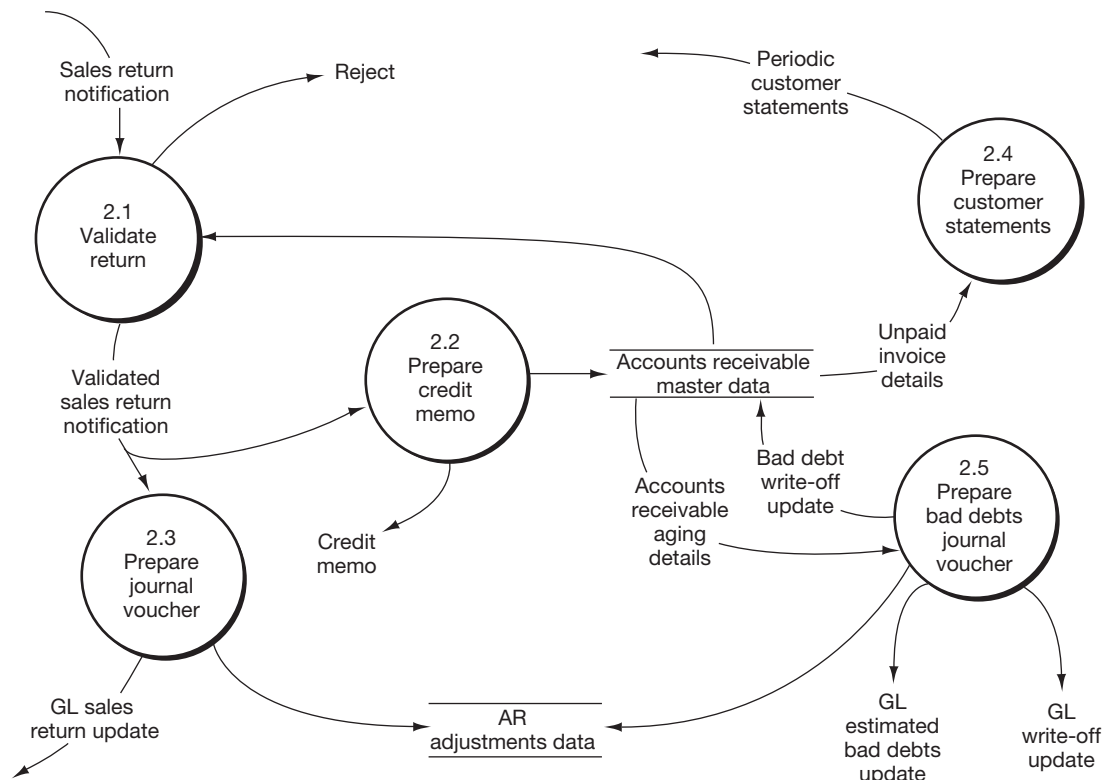 Sales return
notification
Reject
Periodic
customer
statements
2.4
Prepare
customer
statements
2.1
Validate
return
2.2
Prepare
credit
memo
Accounts receivable
master data
Unpaid
invoice
details
Validated
sales return
notification
Bad debt
write-off
update
Accounts
receivable
aging
details
2.5
Prepare
bad debts
journal
voucher
Credit
memo
2.3
Prepare
journal
voucher
GL sales
return update
AR
adjustments data
GL
estimated
bad debts
update
GL
write-off
update